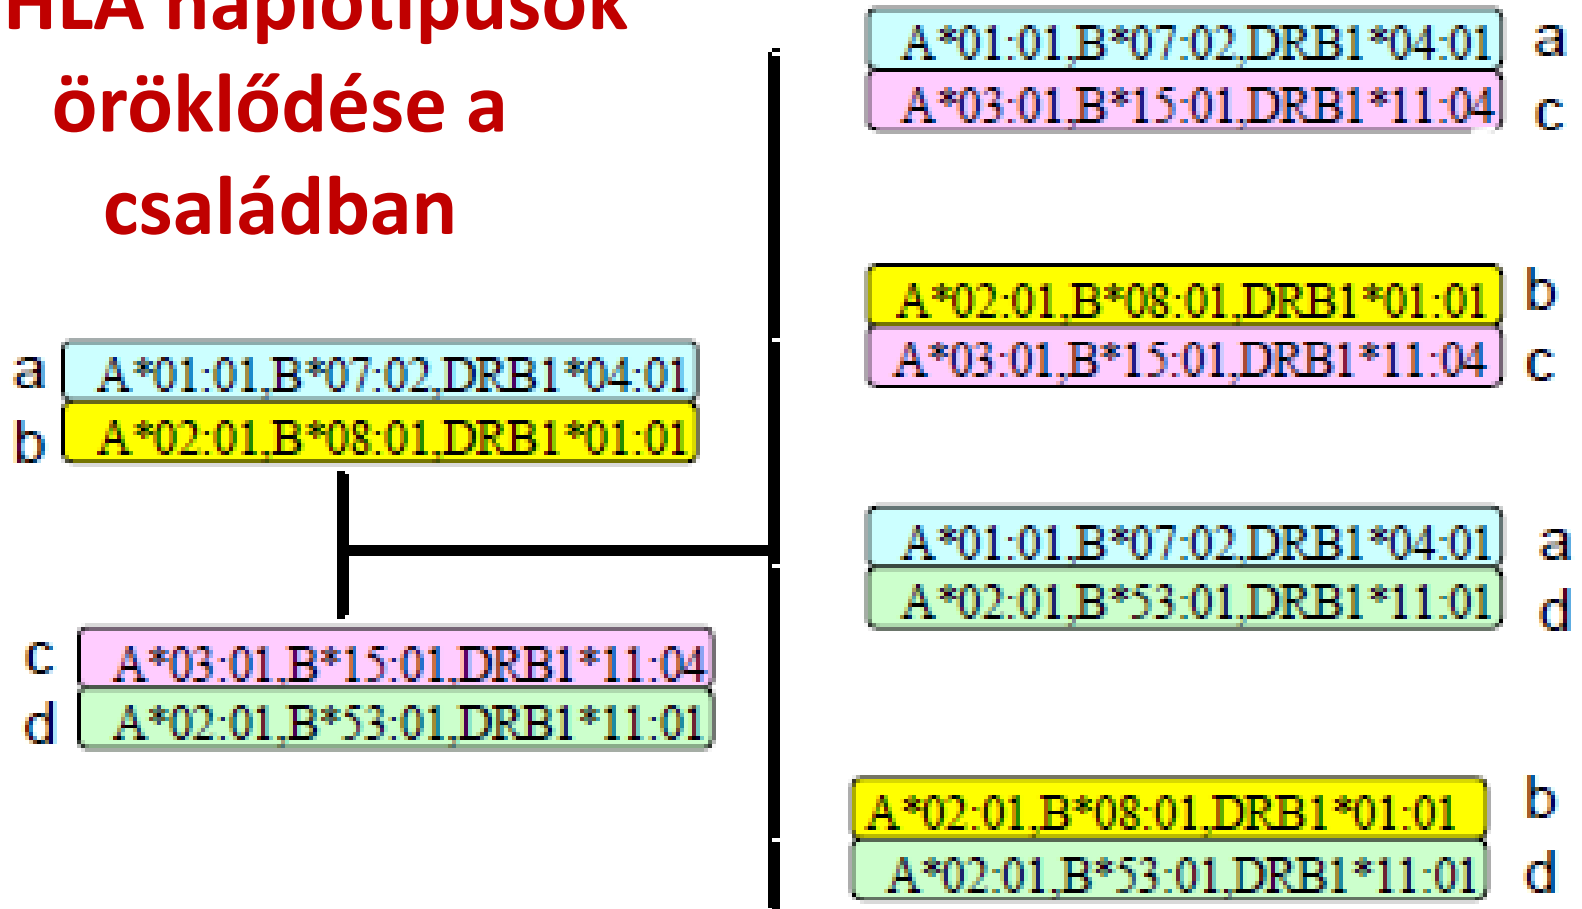 HLA haplotípusok
öröklődése a
családban
a A*01:01,B*07:02,DRB1*04:01
b A*02:01,B*08:01,DRB1*01:01
c A*03:01,B*15:01,DRB1*11:04
d A*02:01,B*53:01,DRB1*11:01
A*01:01,B*07:02,DRB1*04:01 a
A*03:01,B*15:01,DRB1*11:04 c
A*02:01,B*08:01,DRB1*01:01 b
A*03:01,B*15:01,DRB1*11:04 c
A*01:01,B*07:02,DRB1*04:01 a
A*02:01,B*53:01,DRB1*11:01 d
A*02:01,B*08:01,DRB1*01:01 b
A*02:01,B*53:01,DRB1*11:01 d